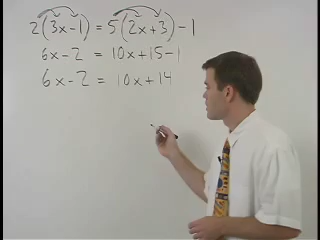 2(3x-1) = 5(2x+3)-1
6x-2 = 10x+15-1
6x-2 = 10x+14